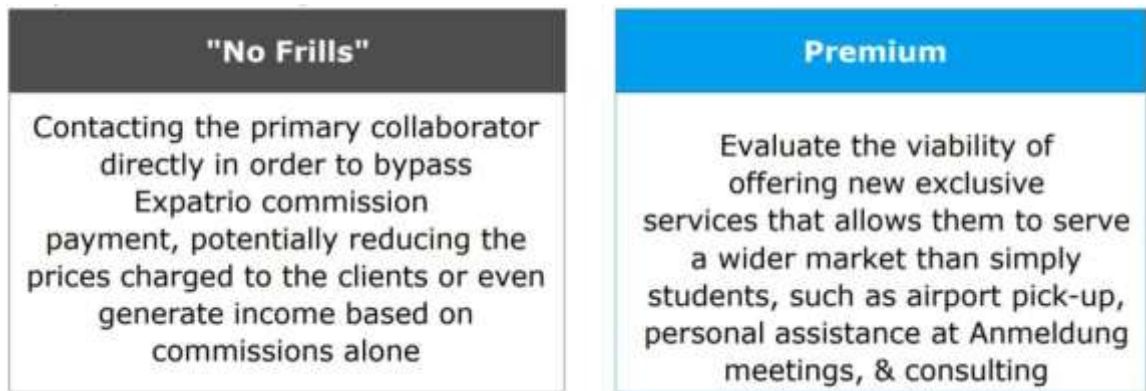 "No Frills"
Contacting the primary collaborator
directly in order to bypass
Expatrio commission
payment, potentially reducing the
prices charged to the clients or even
generate income based on
commissions alone
Premium
Evaluate the viability of
offering new exclusive
services that allows them to serve
a wider market than simply
students, such as airport pick-up,
personal assistance at Anmeldung
meetings, & consulting